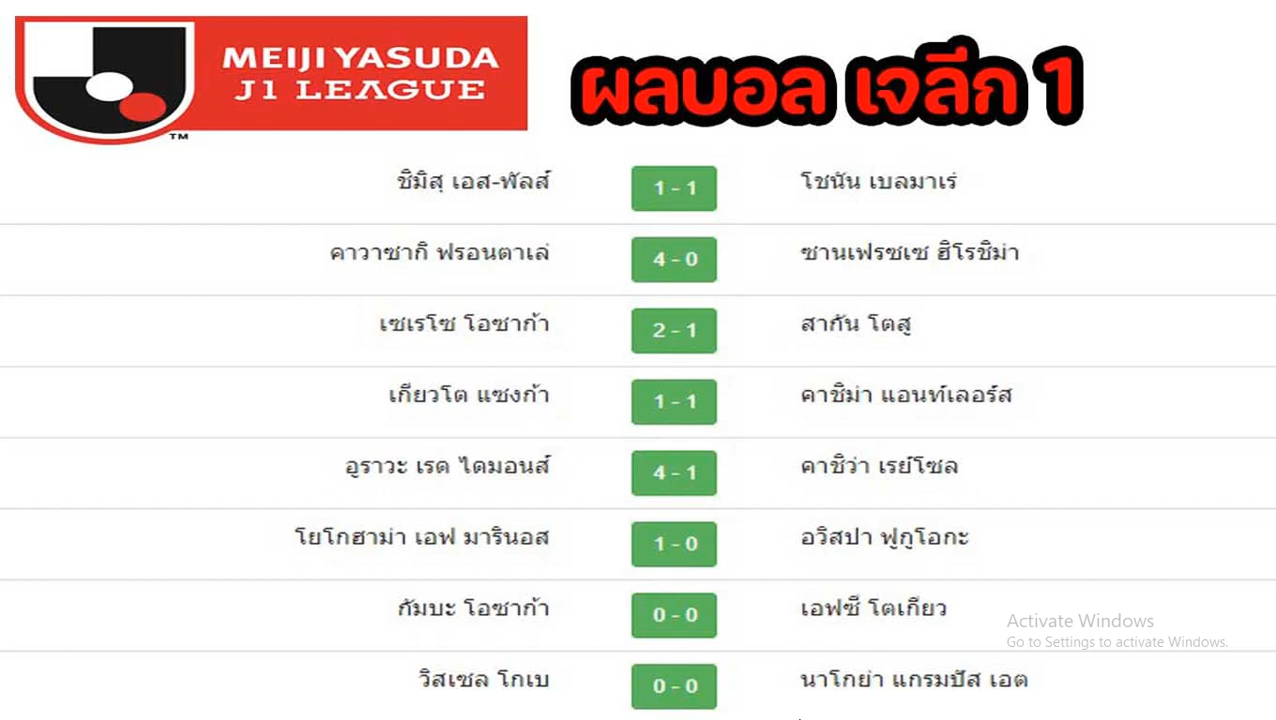 MEIJI YASUDA
J1 LEAGUE
TM
ผลบอล เจลีก 1
ชิมิสุ เอส-พัลส์ 1 - 1 โชนัน เบลมาเร่
คาวาซากิ ฟรอนตาเล่ 4 - 0 ซานเฟรซเซ ฮิโรชิม่า
เซเรโซ โอซาก้า 2 - 1 สากัน โตสุ
เกียวโต แซงก้า 1 - 1 คาชิม่า แอนท์เลอร์ส
อูราวะ เรด ไดมอนส์ 4 - 1 คาชิว่า เรย์โซล
โยโกฮาม่า เอฟ มารินอส 1 - 0 อวิสปา ฟูกูโอกะ
กัมบะ โอซาก้า 0 - 0 เอฟซี โตเกียว
วิสเซล โกเบ 0 - 0 นาโกย่า แกรมปัส เอต
Activate Windows
Go to Settings to activate Windows.